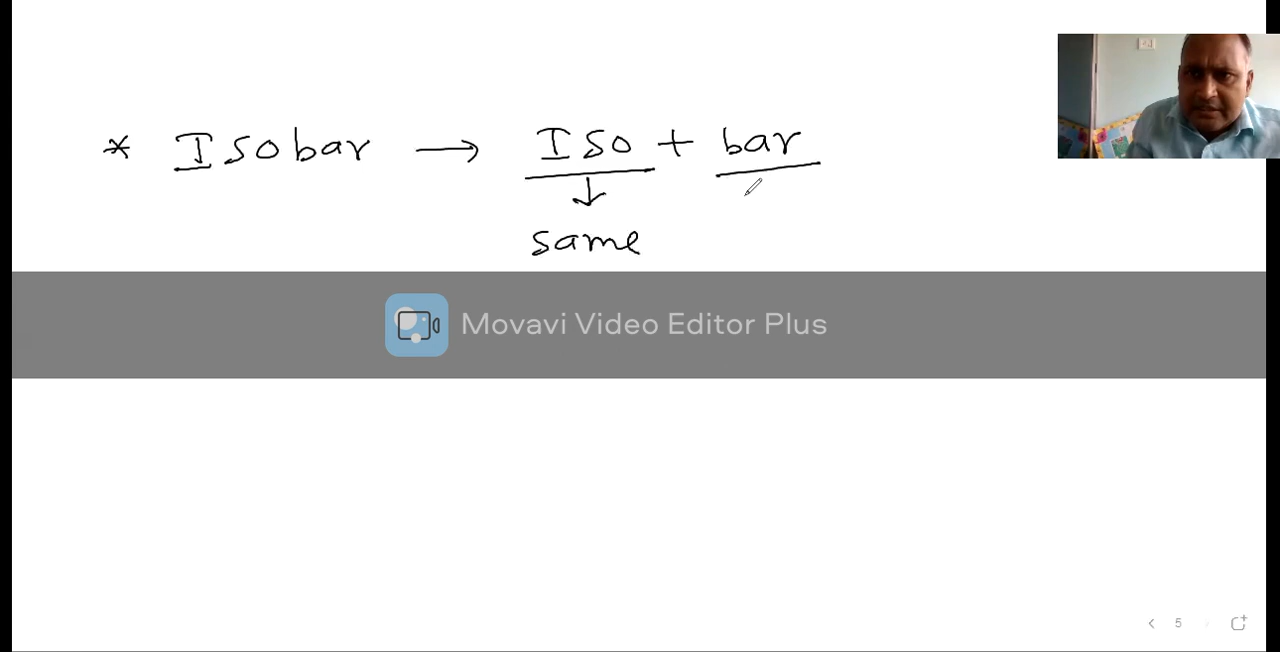 * Isobar → Iso + bar
↓
same
Movavi Video Editor Plus
< 5